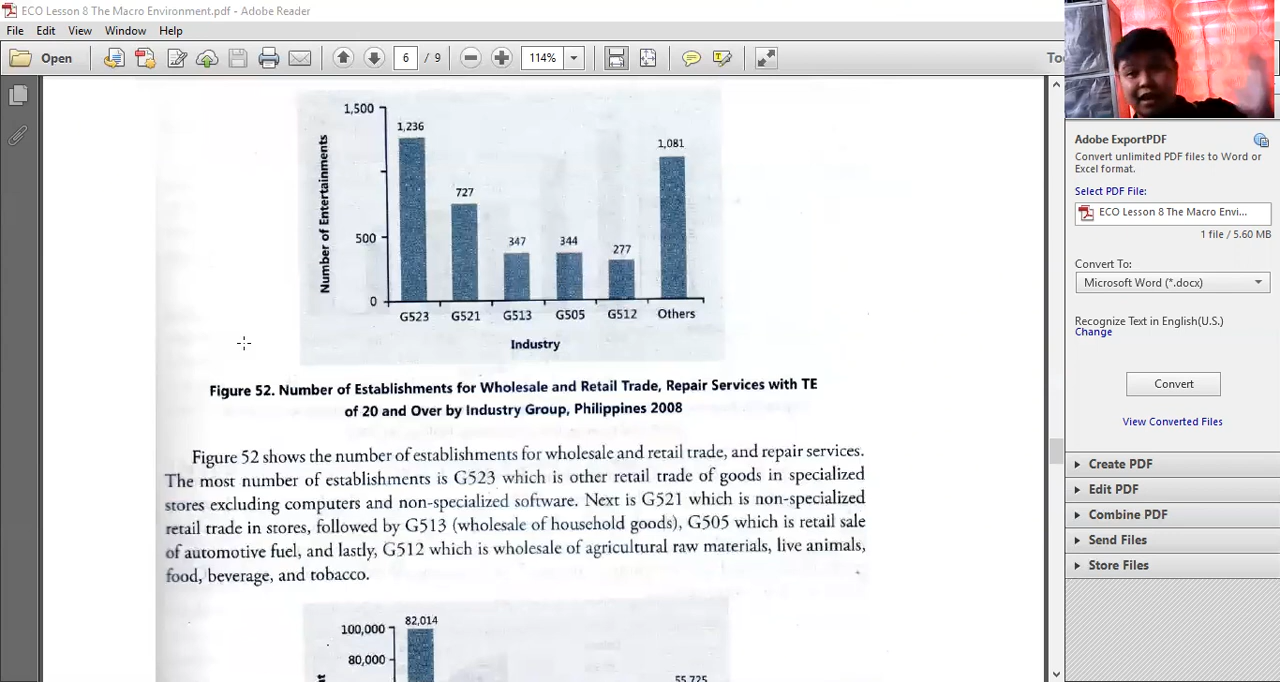 ECO Lesson 8 The Macro Environment.pdf - Adobe Reader
File Edit View Window Help
Open 6 / 9 114%
1,500
1,236
1,081
727
500
347 344 277
0
Number of Entertainments
G523 G521 G513 G505 G512 Others
Industry
Figure 52. Number of Establishments for Wholesale and Retail Trade, Repair Services with TE
of 20 and Over by Industry Group, Philippines 2008
Figure 52 shows the number of establishments for wholesale and retail trade, and repair services.
The most number of establishments is G523 which is other retail trade of goods in specialized
stores excluding computers and non-specialized software. Next is G521 which is non-specialized
retail trade in stores, followed by G513 (wholesale of household goods), G505 which is retail sale
of automotive fuel, and lastly, G512 which is wholesale of agricultural raw materials, live animals,
food, beverage, and tobacco.
82,014
100,000
80,000
55,725
Adobe ExportPDF
Convert unlimited PDF files to Word or
Excel format.
Select PDF File:
ECO Lesson 8 The Macro Envi...
1 file / 5.60 MB
Convert To:
Microsoft Word (*.docx)
Recognize Text in English(U.S.)
Change
Convert
View Converted Files
Create PDF
Edit PDF
Combine PDF
Send Files
Store Files